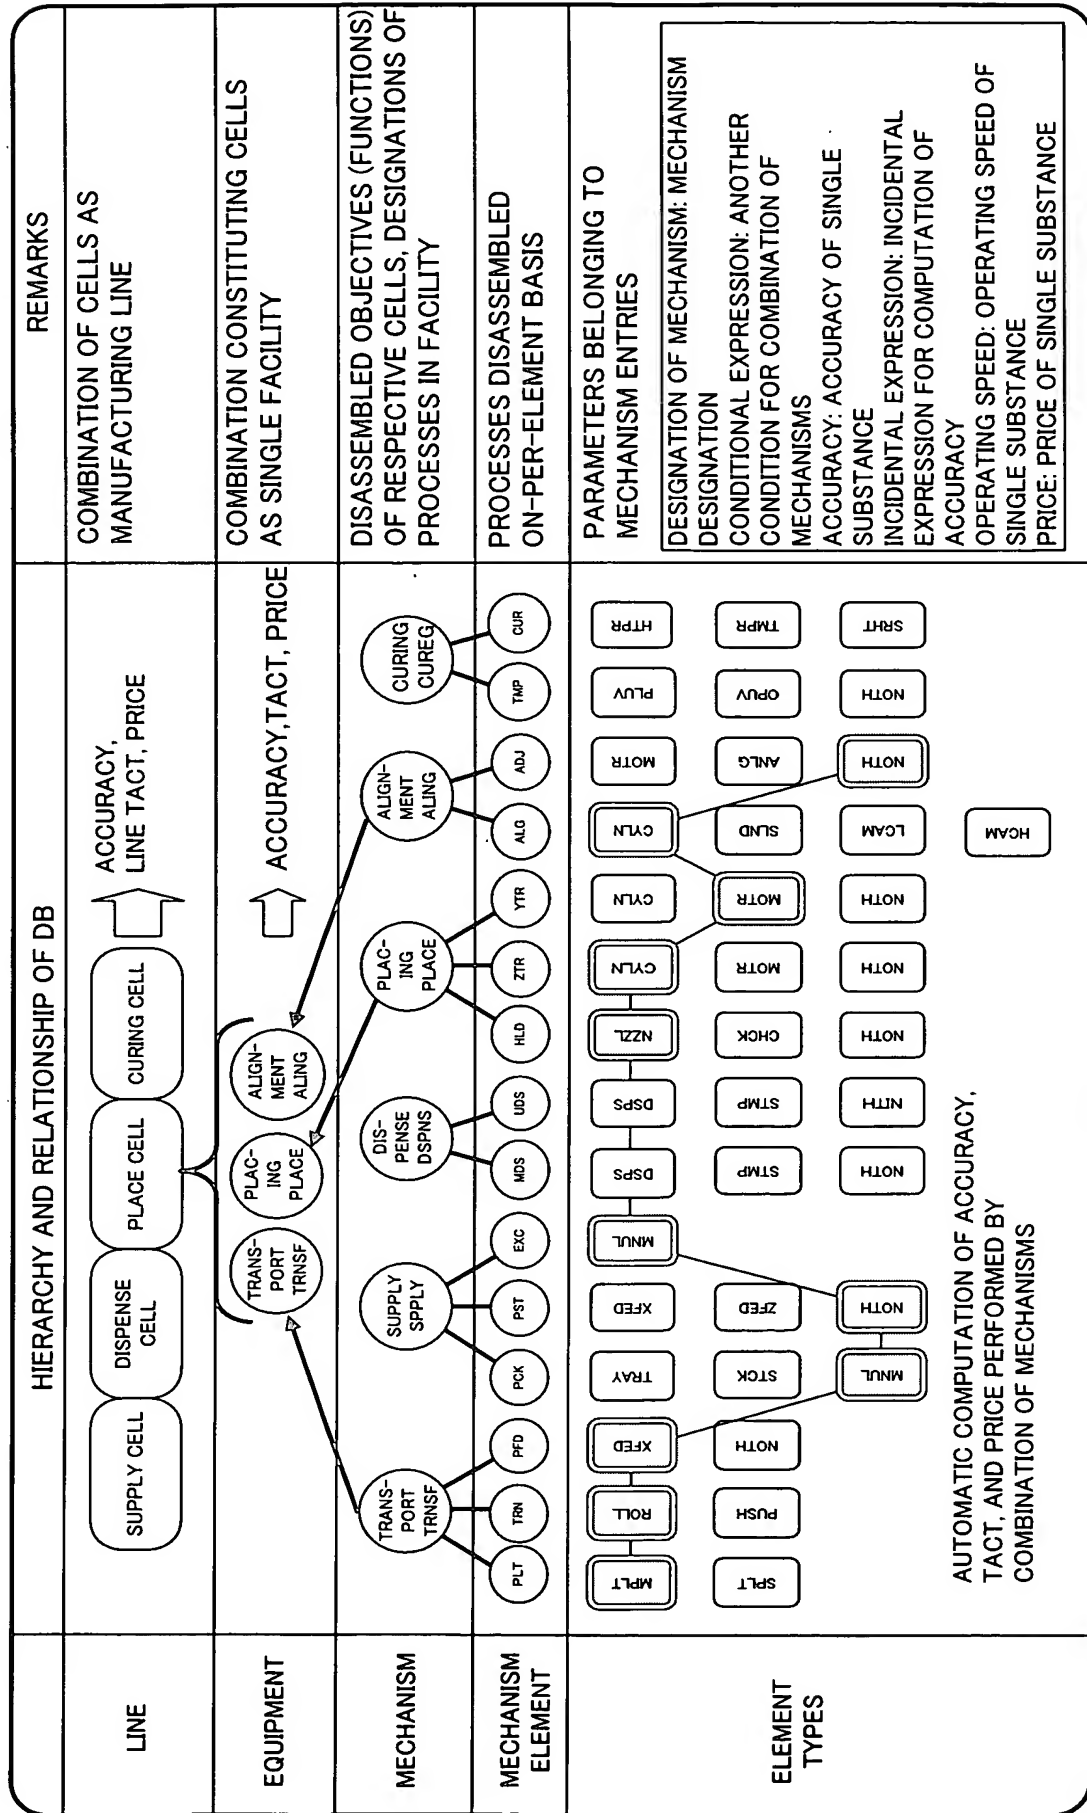 HIERARCHY AND RELATIONSHIP OF DB
REMARKS
LINE
SUPPLY CELL
DISPENSE
CELL
PLACE CELL
CURING CELL
ACCURACY,
LINE TACT, PRICE
COMBINATION OF CELLS AS
MANUFACTURING LINE
EQUIPMENT
TRANS-
PORT
TRNSF
PLAC-
ING
PLACE
ALIGN-
MENT
ALING
ACCURACY,TACT, PRICE
COMBINATION CONSTITUTING CELLS
AS SINGLE FACILITY
MECHANISM
TRANS-
PORT
TRNSF
SUPPLY
SPPLY
DIS-
PENSE
DSPNS
PLAC-
ING
PLACE
ALIGN-
MENT
ALING
CURING
CUREG
DISASSEMBLED OBJECTIVES (FUNCTIONS)
OF RESPECTIVE CELLS, DESIGNATIONS OF
PROCESSES IN FACILITY
MECHANISM
ELEMENT
PLT
TRN
PFD
PCK
PST
EXC
MDS
UDS
HLD
ZTR
YTR
ALG
ADJ
TMP
CUR
PROCESSES DISASSEMBLED
ON-PER-ELEMENT BASIS
ELEMENT
TYPES
MPLT
ROLL
XFED
TRAY
XFED
MNUL
DSPS
DSPS
NZZL
CYLN
CYLN
CYLN
MOTR
PLUV
HTPR
SPLT
PUSH
NOTH
STCK
ZFED
STMP
STMP
CHCK
MOTR
MOTR
SLND
ANLG
OPUV
TMPR
MNUL
NOTH
NOTH
NITH
NOTH
NOTH
NOTH
LCAM
NOTH
NOTH
SRHT
HCAM
AUTOMATIC COMPUTATION OF ACCURACY,
TACT, AND PRICE PERFORMED BY
COMBINATION OF MECHANISMS
PARAMETERS BELONGING TO
MECHANISM ENTRIES
DESIGNATION OF MECHANISM: MECHANISM
DESIGNATION
CONDITIONAL EXPRESSION: ANOTHER
CONDITION FOR COMBINATION OF
MECHANISMS
ACCURACY: ACCURACY OF SINGLE
SUBSTANCE
INCIDENTAL EXPRESSION: INCIDENTAL
EXPRESSION FOR COMPUTATION OF
ACCURACY
OPERATING SPEED: OPERATING SPEED OF
SINGLE SUBSTANCE
PRICE: PRICE OF SINGLE SUBSTANCE